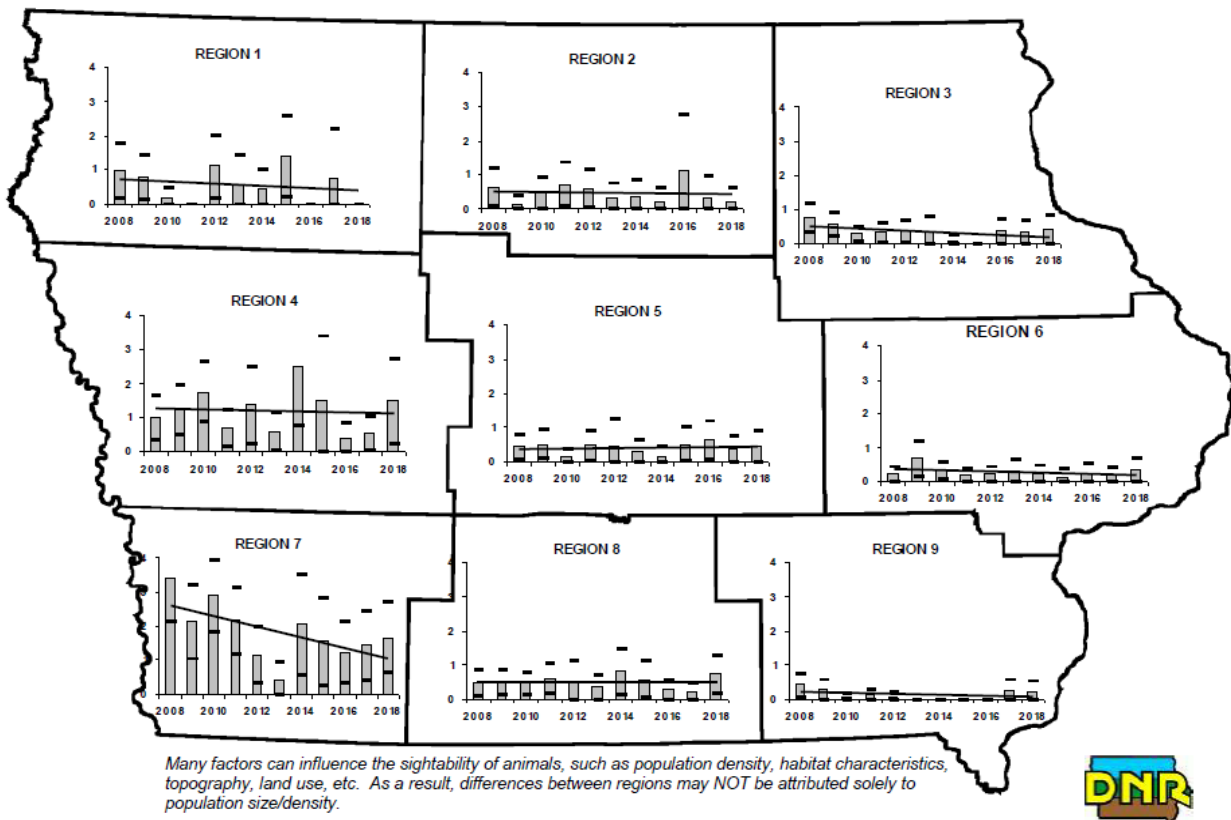 REGION 1
4
3
2
1
0
2008 2010 2012 2014 2016 2018
REGION 2
4
3
2
1
0
2008 2010 2012 2014 2016 2018
REGION 3
4
3
2
1
0
2008 2010 2012 2014 2016 2018
REGION 4
4
3
2
1
0
2008 2010 2012 2014 2016 2018
REGION 5
4
3
2
1
0
2008 2010 2012 2014 2016 2018
REGION 6
4
3
2
1
0
2008 2010 2012 2014 2016 2018
REGION 7
2008 2010 2012 2014 2016 2018
REGION 8
4
3
2
1
0
2008 2010 2012 2014 2016 2018
REGION 9
4
3
2
1
0
2008 2010 2012 2014 2016 2018
Many factors can influence the sightability of animals, such as population density, habitat characteristics,
topography, land use, etc. As a result, differences between regions may NOT be attributed solely to
population size/density.
DNR